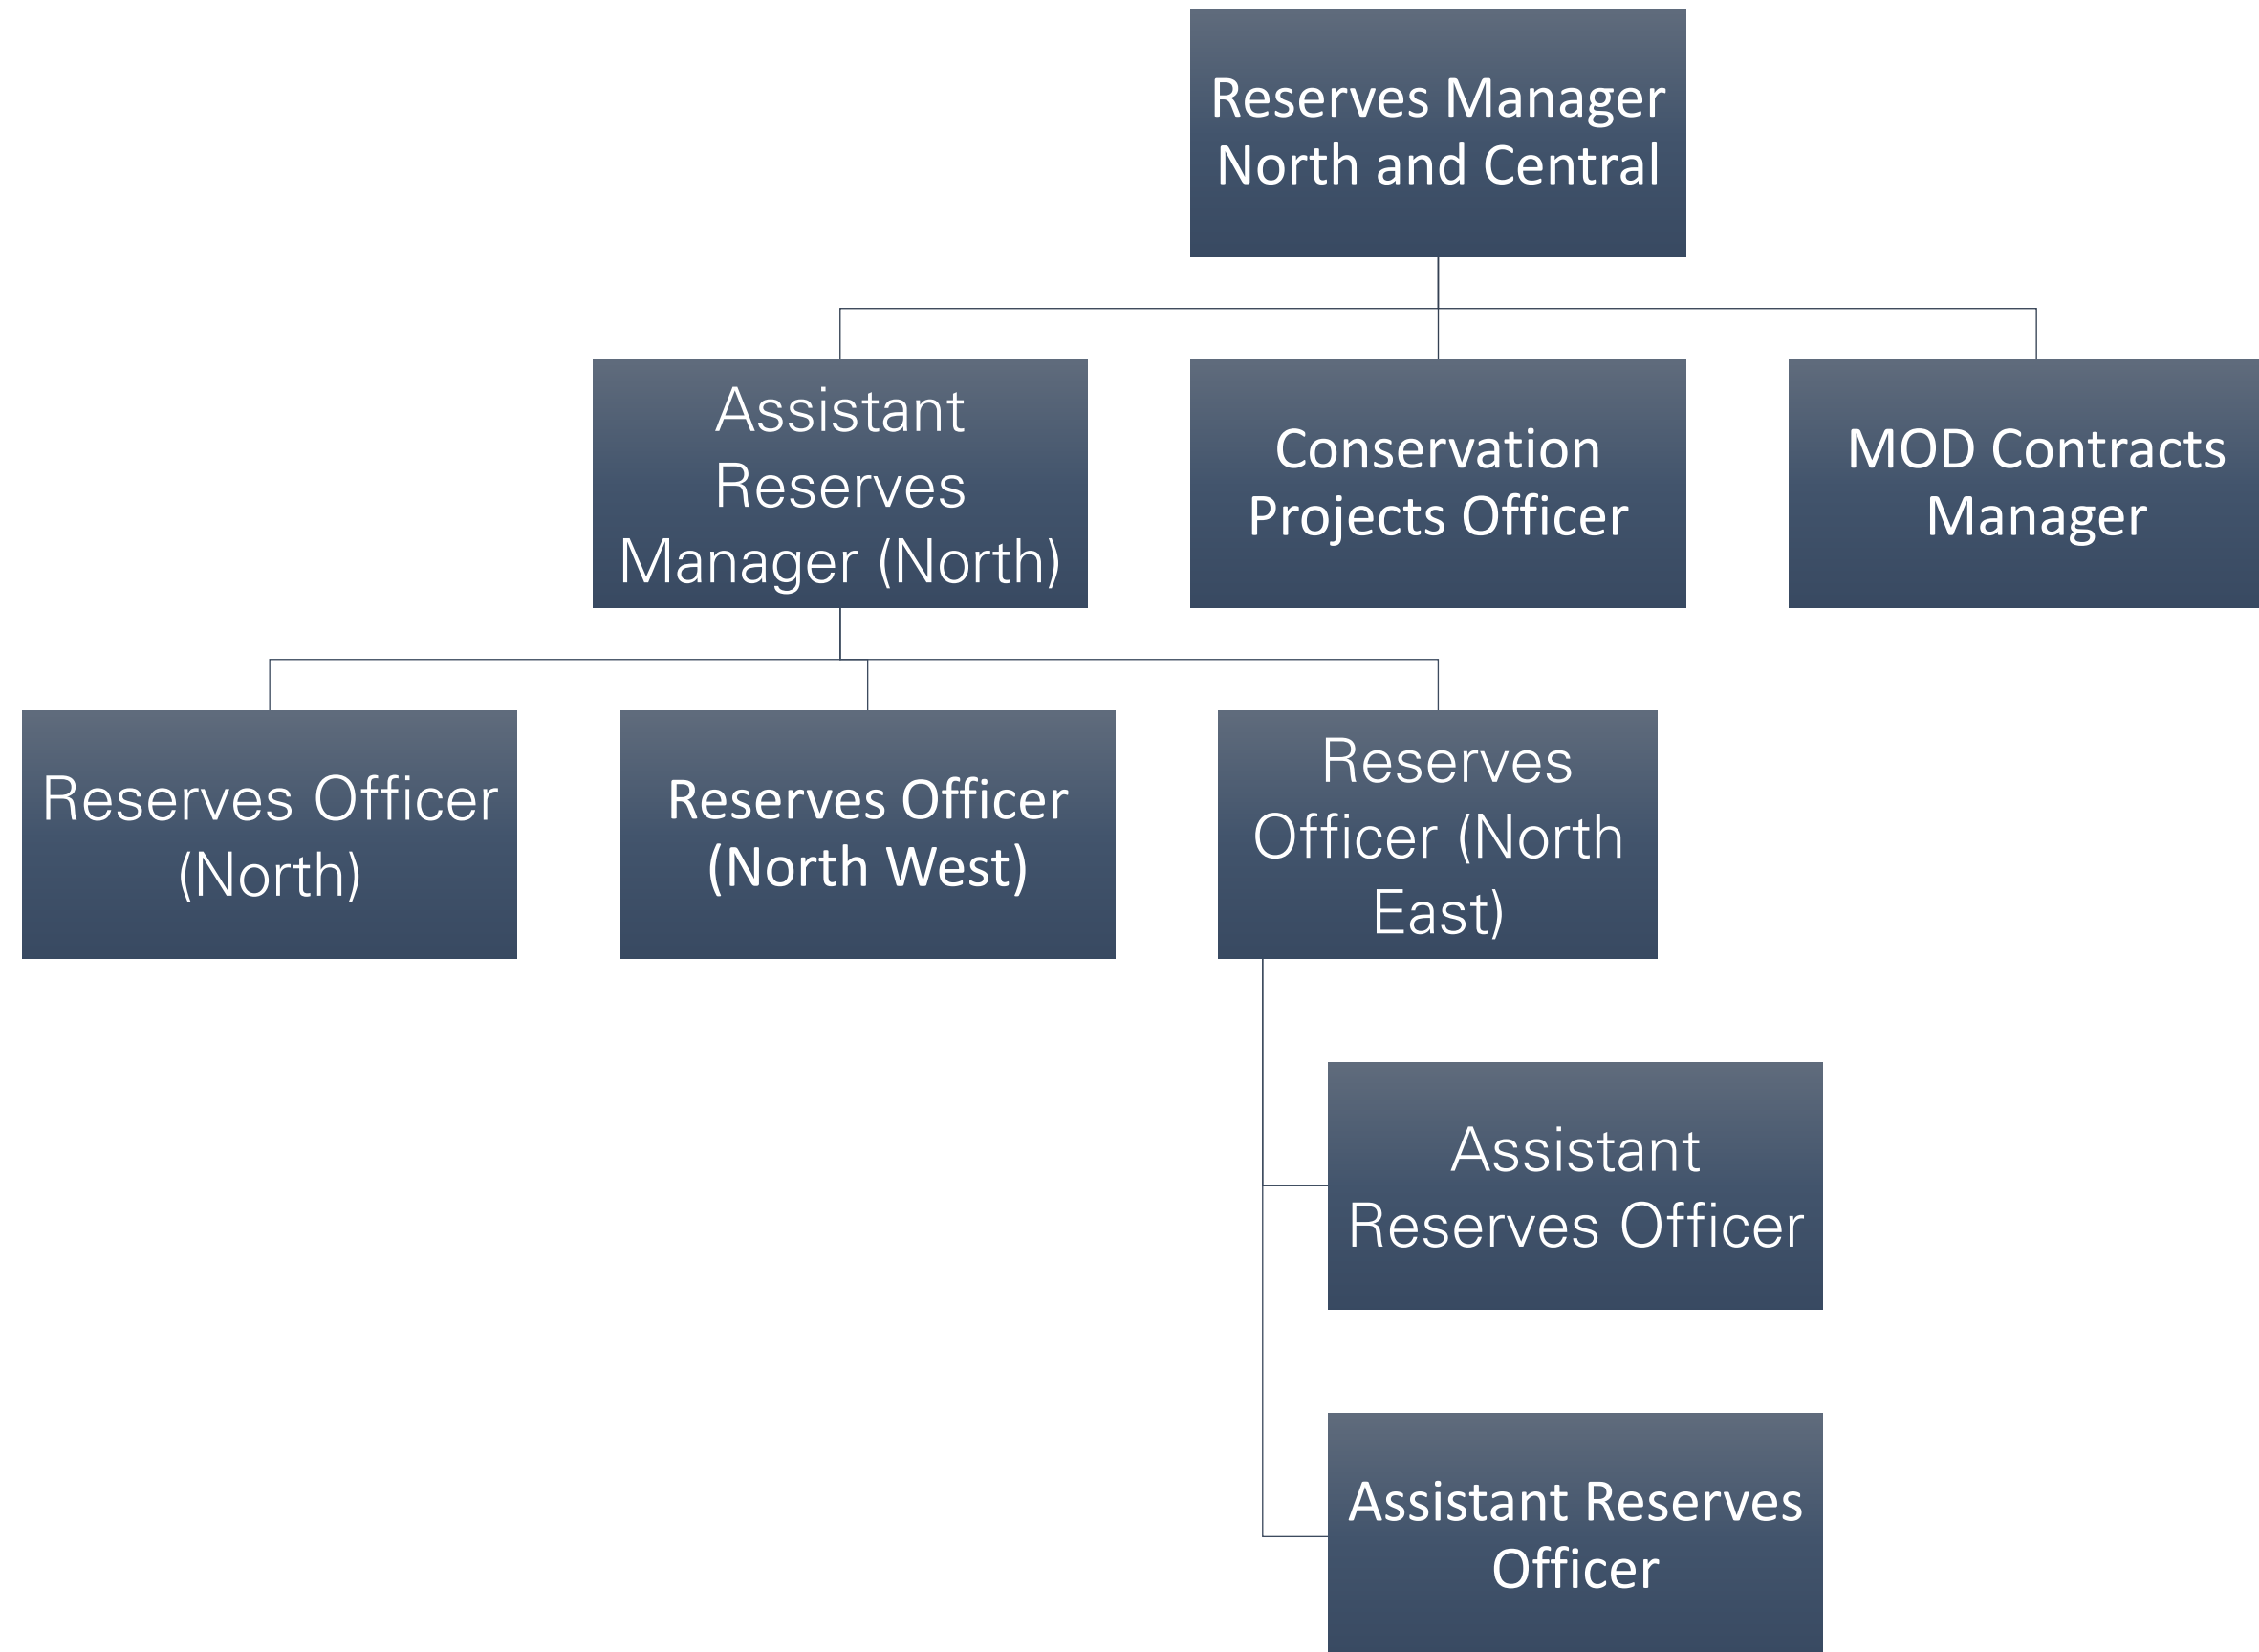 Reserves Manager
North and Central
Assistant
Reserves
Manager (North)
Conservation
Projects Officer
MOD Contracts
Manager
Reserves Officer
(North)
Reserves Officer
(North West)
Reserves
Officer (North
East)
Assistant
Reserves Officer
Assistant Reserves
Officer